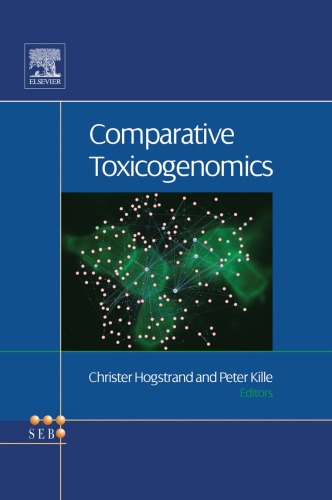 ELSEVIER
Comparative
Toxicogenomics
Christer Hogstrand and Peter Kille
Editors
SEB